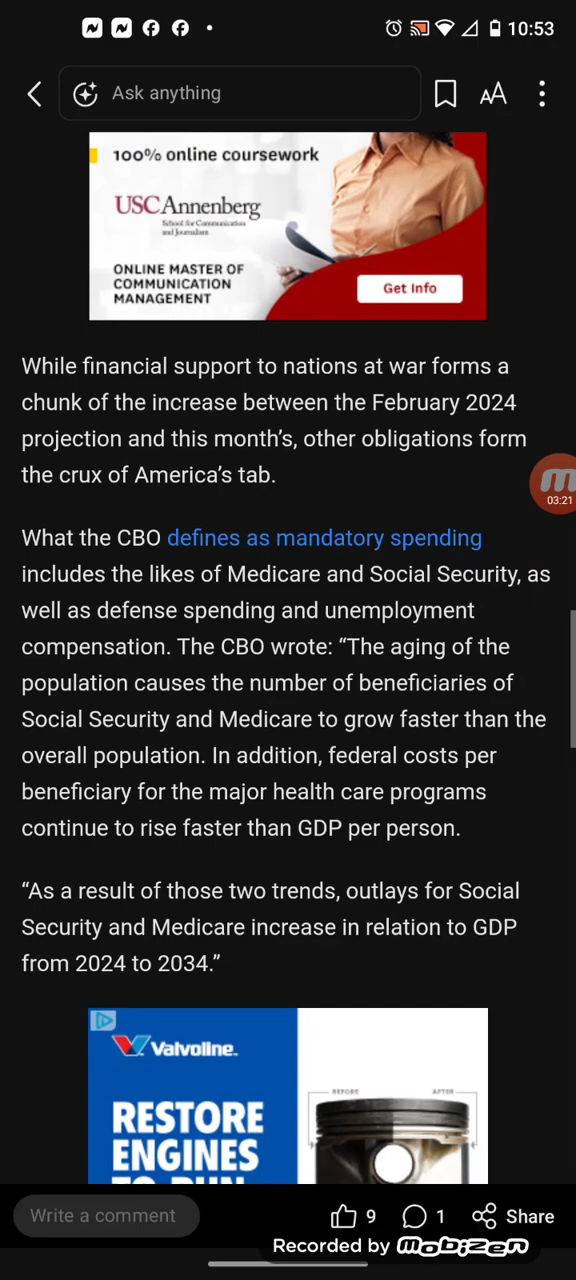 10:53
Ask anything
AA
100% online coursework
USC Annenberg
School for Communication
and Journalism
ONLINE MASTER OF
COMMUNICATION
MANAGEMENT
Get Info
While financial support to nations at war forms a
chunk of the increase between the February 2024
projection and this month’s, other obligations form
the crux of America’s tab.
03:21
What the CBO defines as mandatory spending
includes the likes of Medicare and Social Security, as
well as defense spending and unemployment
compensation. The CBO wrote: “The aging of the
population causes the number of beneficiaries of
Social Security and Medicare to grow faster than the
overall population. In addition, federal costs per
beneficiary for the major health care programs
continue to rise faster than GDP per person.
“As a result of those two trends, outlays for Social
Security and Medicare increase in relation to GDP
from 2024 to 2034.”
Valvoline.
BEFORE AFTER
RESTORE
ENGINES
TO RUN
Write a comment
9
1
Share
Recorded by mobizen